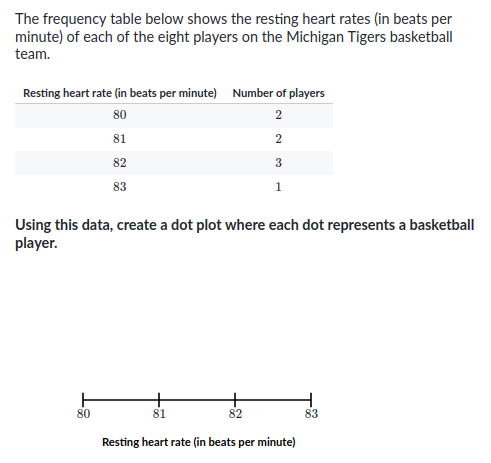 The frequency table below shows the resting heart rates (in beats per
minute) of each of the eight players on the Michigan Tigers basketball
team.
Resting heart rate (in beats per minute) Number of players
80 2
81 2
82 3
83 1
Using this data, create a dot plot where each dot represents a basketball
player.
80 81 82 83
Resting heart rate (in beats per minute)